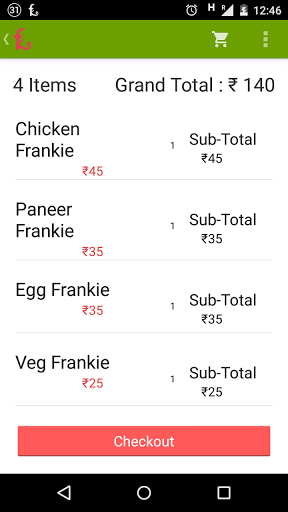 31 H R 12:46
4 Items Grand Total : ₹ 140
Chicken
Frankie
₹45
1
Sub-Total
₹45
Paneer
Frankie
₹35
1
Sub-Total
₹35
Egg Frankie
₹35
1
Sub-Total
₹35
Veg Frankie
₹25
1
Sub-Total
₹25
Checkout